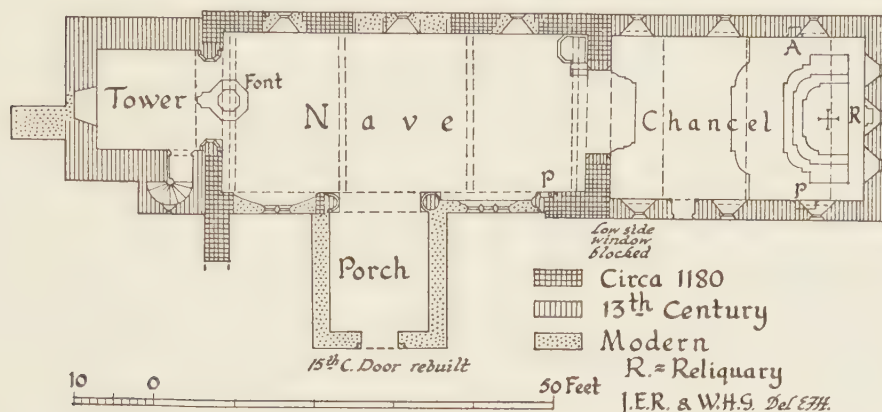 Tower
Font
Nave
Chancel
A
R
P
P
Porch
Low side
window
blocked
15th C. Door rebuilt
Circa 1180
13th Century
Modern
R. = Reliquary
J.E.R. & W.H.G. Del E.F.H.
10 0 50 Feet